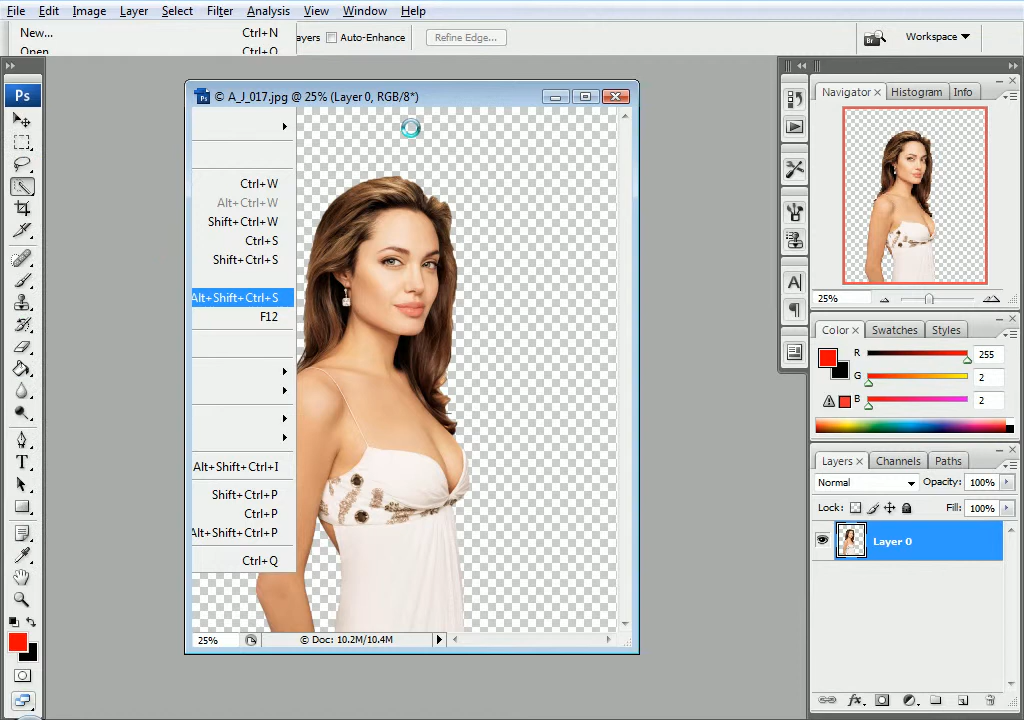 File Edit Image Layer Select Filter Analysis View Window Help
New... Ctrl+N
Open Ctrl+O
ayers Auto-Enhance Refine Edge... Br Workspace
Ps
Ps © A_J_017.jpg @ 25% (Layer 0, RGB/8*)
Ctrl+W
Alt+Ctrl+W
Shift+Ctrl+W
Ctrl+S
Shift+Ctrl+S
Alt+Shift+Ctrl+S
F12
Alt+Shift+Ctrl+I
Shift+Ctrl+P
Ctrl+P
Alt+Shift+Ctrl+P
Ctrl+Q
25% © Doc: 10.2M/10.4M
T
A
Navigator × Histogram Info
25%
Color × Swatches Styles
R 255
G 2
B 2
Layers × Channels Paths
Normal Opacity: 100%
Lock: Fill: 100%
Layer 0
fx